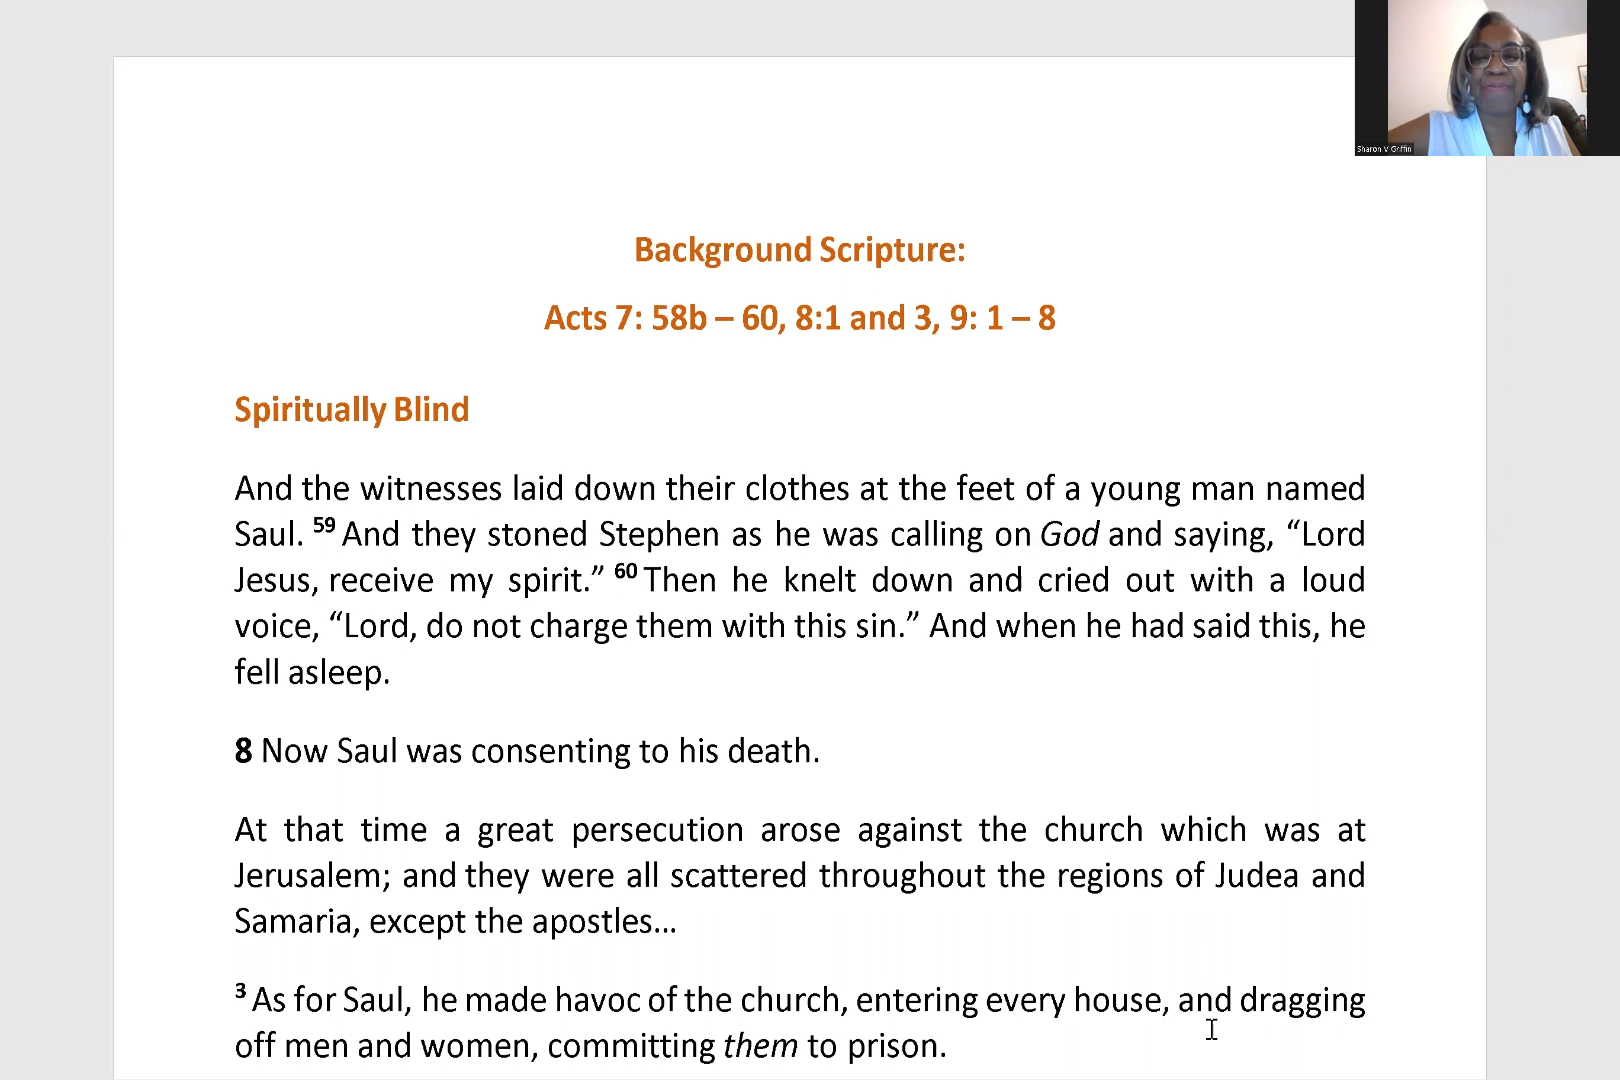 Sharon V Griffin
Background Scripture:
Acts 7: 58b – 60, 8:1 and 3, 9: 1 – 8
Spiritually Blind
And the witnesses laid down their clothes at the feet of a young man named
Saul. 59 And they stoned Stephen as he was calling on God and saying, “Lord
Jesus, receive my spirit.” 60 Then he knelt down and cried out with a loud
voice, “Lord, do not charge them with this sin.” And when he had said this, he
fell asleep.
8 Now Saul was consenting to his death.
At that time a great persecution arose against the church which was at
Jerusalem; and they were all scattered throughout the regions of Judea and
Samaria, except the apostles...
3 As for Saul, he made havoc of the church, entering every house, and dragging
off men and women, committing them to prison.